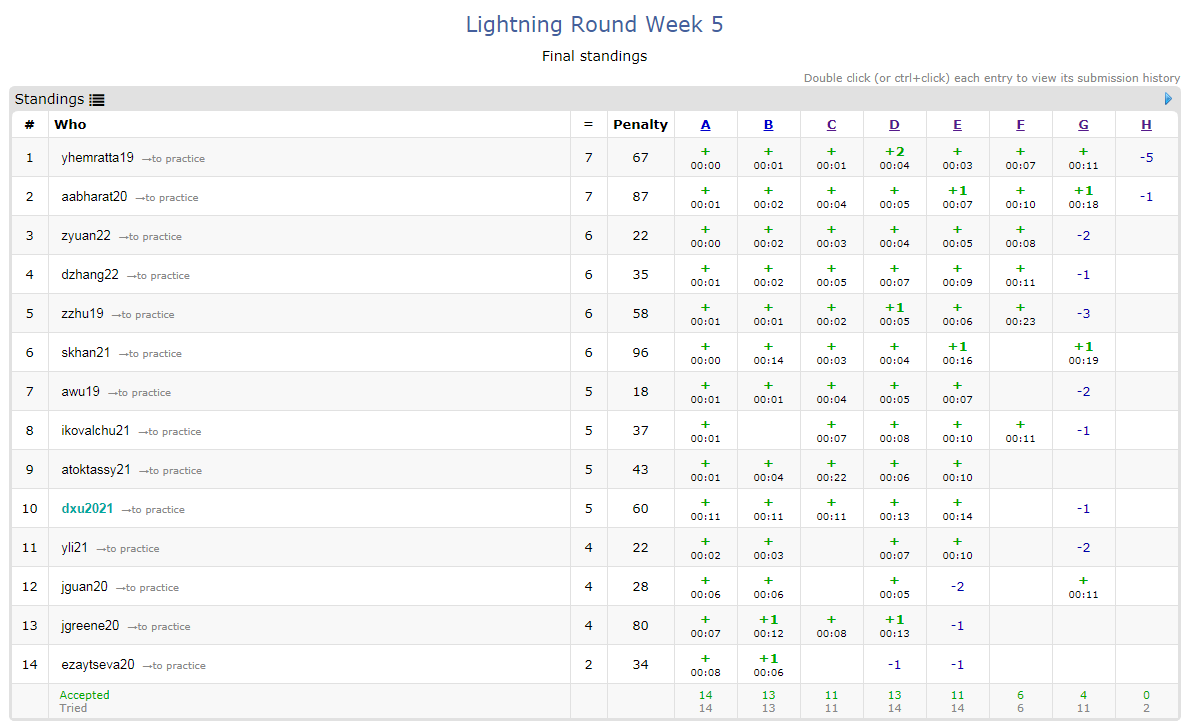 Lightning Round Week 5
Final standings
Double click (or ctrl+click) each entry to view its submission history
Standings
# Who = Penalty A B C D E F G H
1 yhemratta19 →to practice 7 67 + + + +2 + + + -5
00:00 00:01 00:01 00:04 00:03 00:07 00:11
2 aabharat20 →to practice 7 87 + + + + +1 + +1 -1
00:01 00:02 00:04 00:05 00:07 00:10 00:18
3 zyuan22 →to practice 6 22 + + + + + + -2
00:00 00:02 00:03 00:04 00:05 00:08
4 dzhang22 →to practice 6 35 + + + + + + -1
00:01 00:02 00:05 00:07 00:09 00:11
5 zzhu19 →to practice 6 58 + + + +1 + + -3
00:01 00:01 00:02 00:05 00:06 00:23
6 skhan21 →to practice 6 96 + + + + +1 +1
00:00 00:14 00:03 00:04 00:16 00:19
7 awu19 →to practice 5 18 + + + + + -2
00:01 00:01 00:04 00:05 00:07
8 ikovalchu21 →to practice 5 37 + + + + + -1
00:01 00:07 00:08 00:10 00:11
9 atoktassy21 →to practice 5 43 + + + + +
00:01 00:04 00:22 00:06 00:10
10 dxu2021 →to practice 5 60 + + + + + -1
00:11 00:11 00:11 00:13 00:14
11 yli21 →to practice 4 22 + + + + -2
00:02 00:03 00:07 00:10
12 jguan20 →to practice 4 28 + + + -2 +
00:06 00:06 00:05 00:11
13 jgreene20 →to practice 4 80 + +1 + +1 -1
00:07 00:12 00:08 00:13
14 ezaytseva20 →to practice 2 34 + +1 -1 -1
00:08 00:06
Accepted 14 13 11 13 11 6 4 0
Tried 14 13 11 14 14 6 11 2